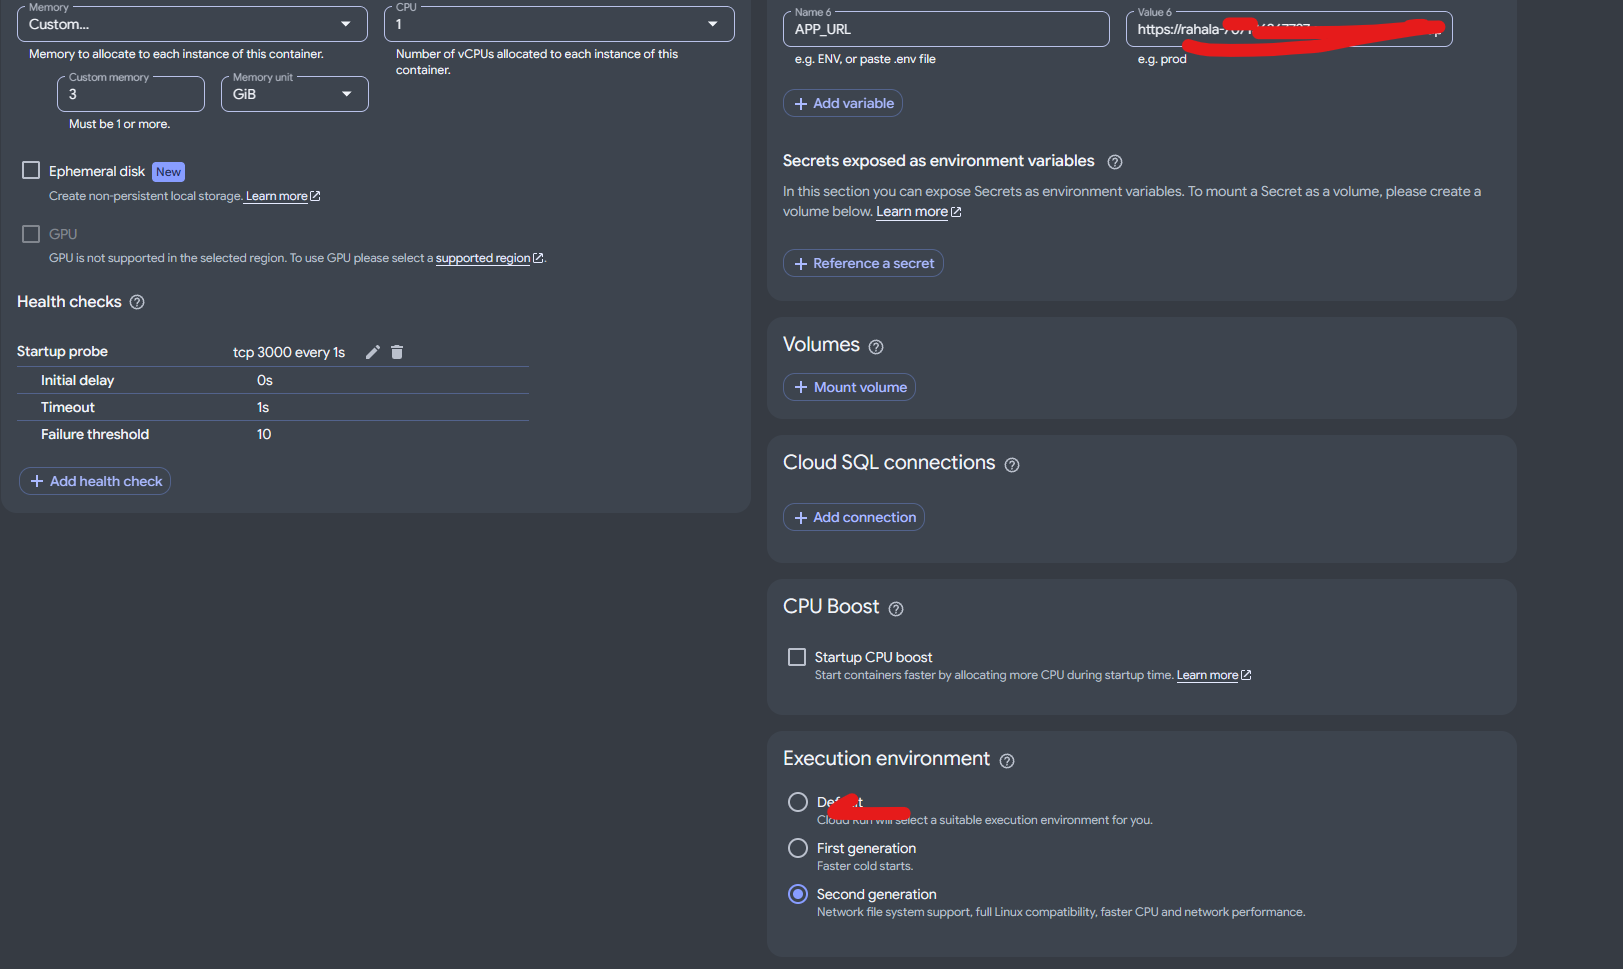 Memory
Custom...
Memory to allocate to each instance of this container.
CPU
1
Number of vCPUs allocated to each instance of this
container.
Custom memory
3
Must be 1 or more.
Memory unit
GiB
Ephemeral disk New
Create non-persistent local storage. Learn more
GPU
GPU is not supported in the selected region. To use GPU please select a supported region.
Health checks
Startup probe tcp 3000 every 1s
Initial delay 0s
Timeout 1s
Failure threshold 10
+ Add health check
Name 6
APP_URL
e.g. ENV, or paste .env file
Value 6
https://rahala-
e.g. prod
+ Add variable
Secrets exposed as environment variables
In this section you can expose Secrets as environment variables. To mount a Secret as a volume, please create a
volume below. Learn more
+ Reference a secret
Volumes
+ Mount volume
Cloud SQL connections
+ Add connection
CPU Boost
Startup CPU boost
Start containers faster by allocating more CPU during startup time. Learn more
Execution environment
Default
Cloud Run will select a suitable execution environment for you.
First generation
Faster cold starts.
Second generation
Network file system support, full Linux compatibility, faster CPU and network performance.